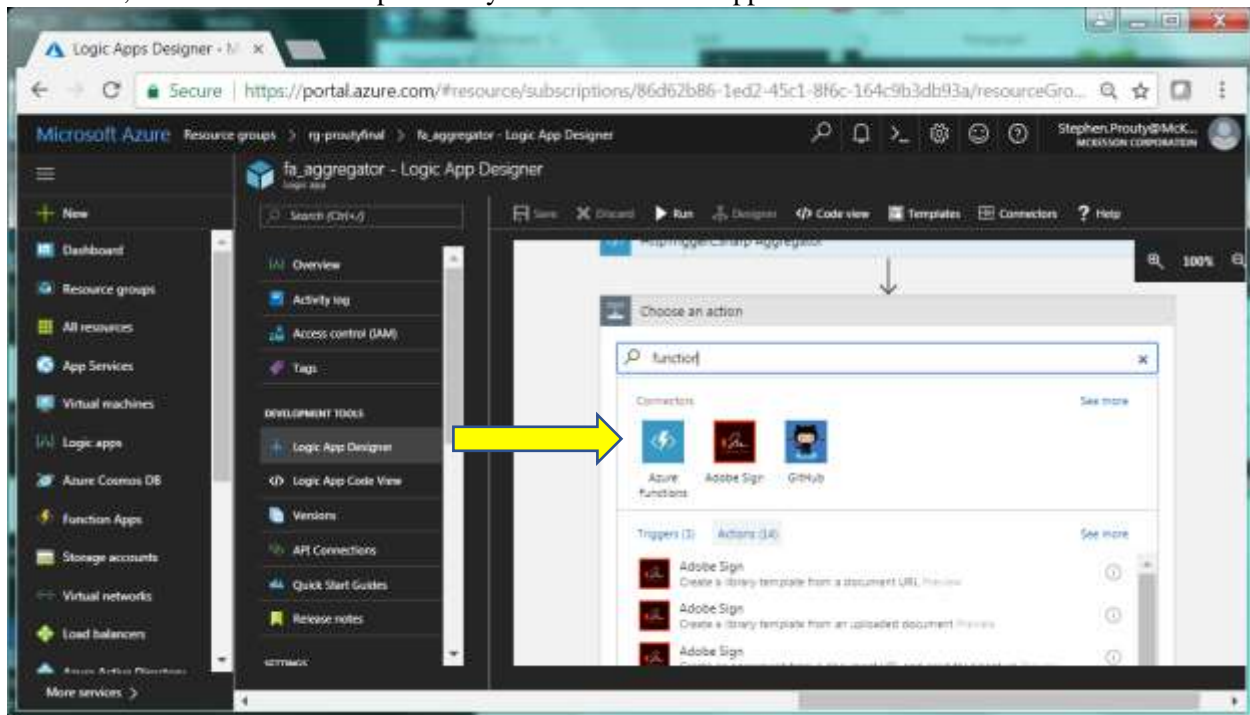 Logic Apps Designer - M
Secure | https://portal.azure.com/#resource/subscriptions/86d62b86-1ed2-45c1-8f6c-164c9b3db93a/resourceGro...
Microsoft Azure Resource groups > rg-proutyfinal > fa_aggregator - Logic App Designer
Stephen.Prouty@McK...
MCKESSON CORPORATION
fa_aggregator - Logic App Designer
Logic app
New
Search (Ctrl+/)
Save Discard Run Designer Code view Templates Connectors Help
Dashboard
Resource groups
All resources
App Services
Virtual machines
Logic apps
Azure Cosmos DB
Function Apps
Storage accounts
Virtual networks
Load balancers
Azure Active Directory
More services >
Overview
Activity log
Access control (IAM)
Tags
DEVELOPMENT TOOLS
Logic App Designer
Logic App Code View
Versions
API Connections
Quick Start Guides
Release notes
SETTINGS
HttpTriggerCSharp Aggregator
100%
Choose an action
function
Connectors See more
Azure Functions
Adobe Sign
GitHub
Triggers (3) Actions (14) See more
Adobe Sign
Create a library template from a document URL Preview
Adobe Sign
Create a library template from an uploaded document Preview
Adobe Sign